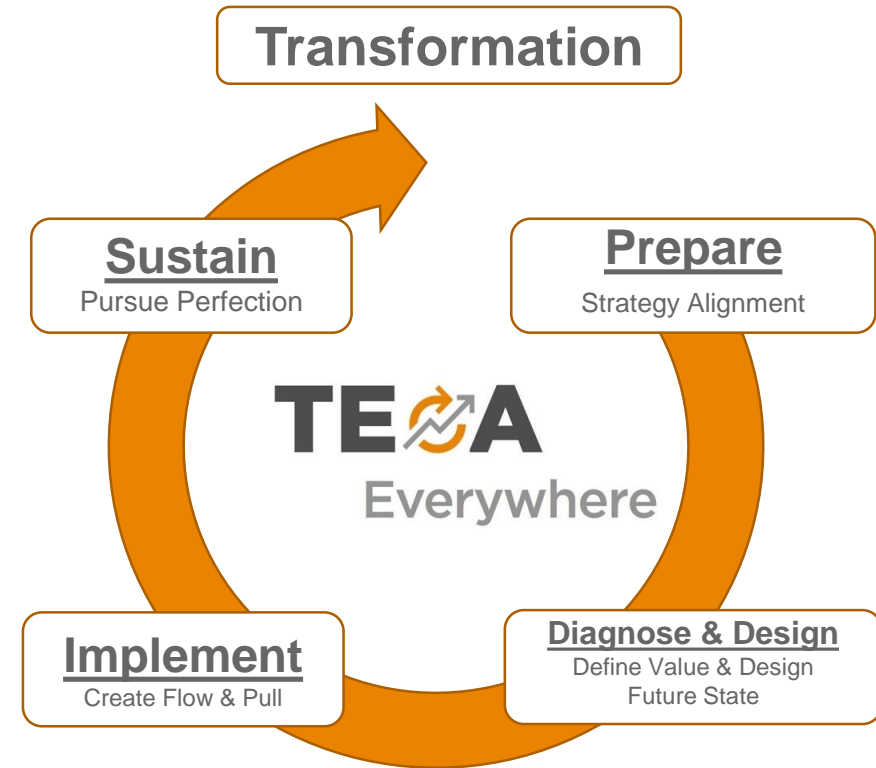 Transformation
Sustain
Pursue Perfection
Prepare
Strategy Alignment
TEOA
Everywhere
Implement
Create Flow & Pull
Diagnose & Design
Define Value & Design
Future State